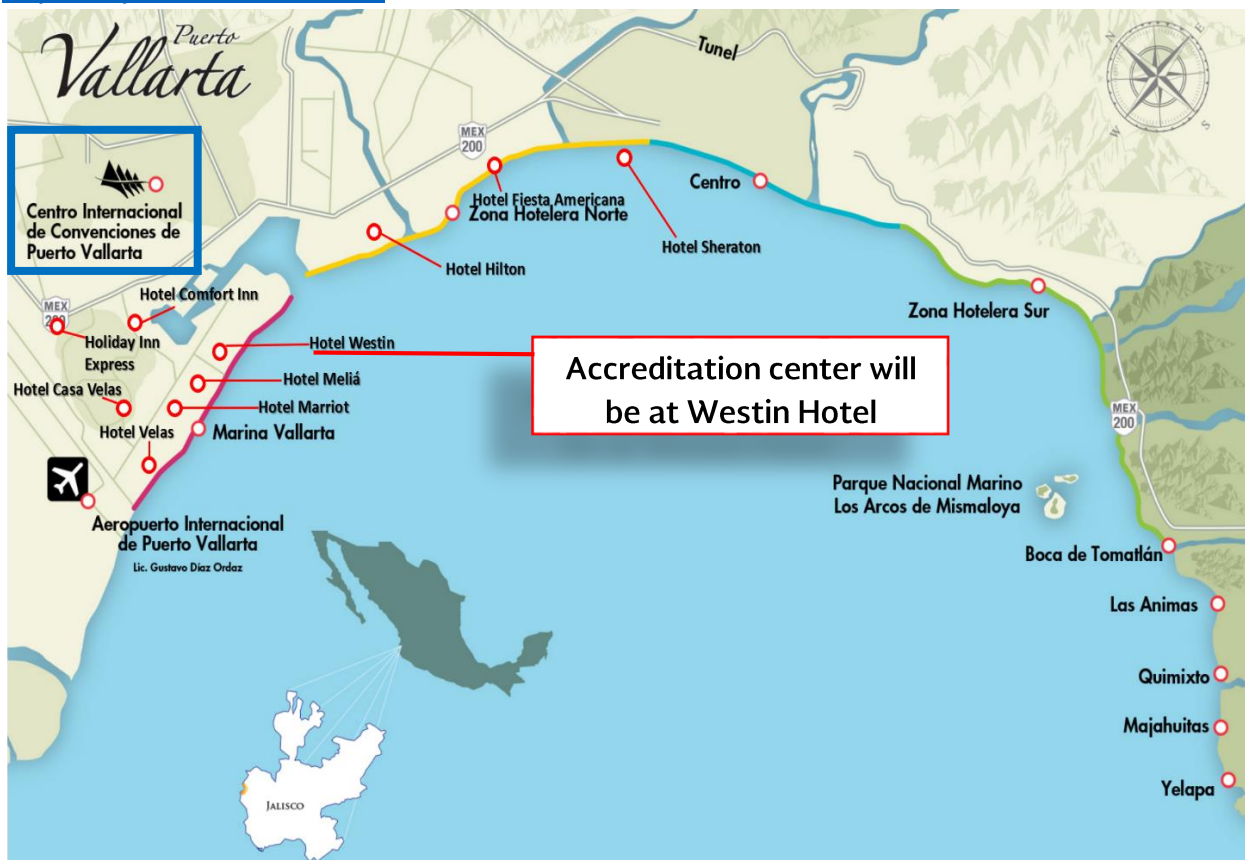 Puerto
Vallarta
Tunel
N
E
W
S
MEX
200
Centro Internacional
de Convenciones de
Puerto Vallarta
Hotel Fiesta Americana
Zona Hotelera Norte
Centro
Hotel Sheraton
Hotel Hilton
Hotel Comfort Inn
Zona Hotelera Sur
MEX
200
Holiday Inn
Express
Hotel Westin
Hotel Meliá
Hotel Casa Velas
Hotel Marriot
Hotel Velas
Marina Vallarta
Accreditation center will
be at Westin Hotel
MEX
200
Parque Nacional Marino
Los Arcos de Mismaloya
Aeropuerto Internacional
de Puerto Vallarta
Lic. Gustavo Díaz Ordaz
Boca de Tomatlán
Las Animas
Quimixto
Majahuitas
Yelapa
JALISCO